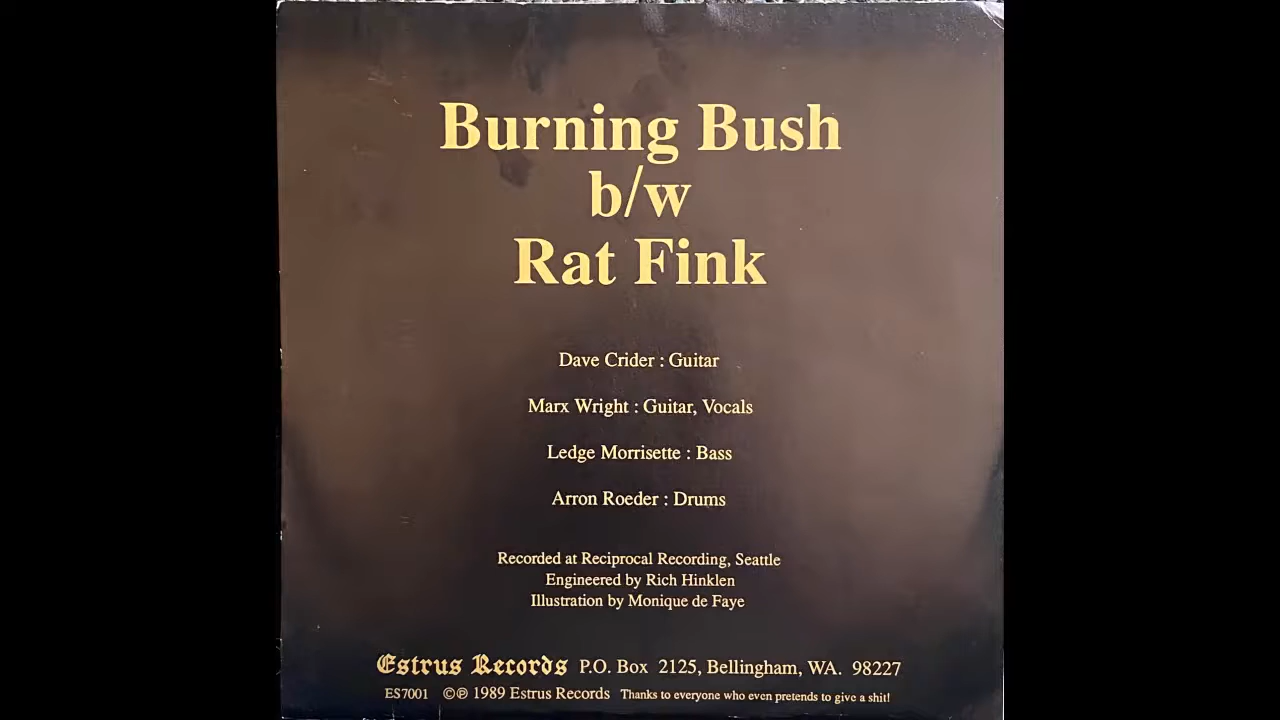 Burning Bush
b/w
Rat Fink
Dave Crider : Guitar
Marx Wright : Guitar, Vocals
Ledge Morrisette : Bass
Arron Roeder : Drums
Recorded at Reciprocal Recording, Seattle
Engineered by Rich Hinklen
Illustration by Monique de Faye
Estrus Records P.O. Box 2125, Bellingham, WA. 98227
ES7001 ©℗ 1989 Estrus Records Thanks to everyone who even pretends to give a shit!